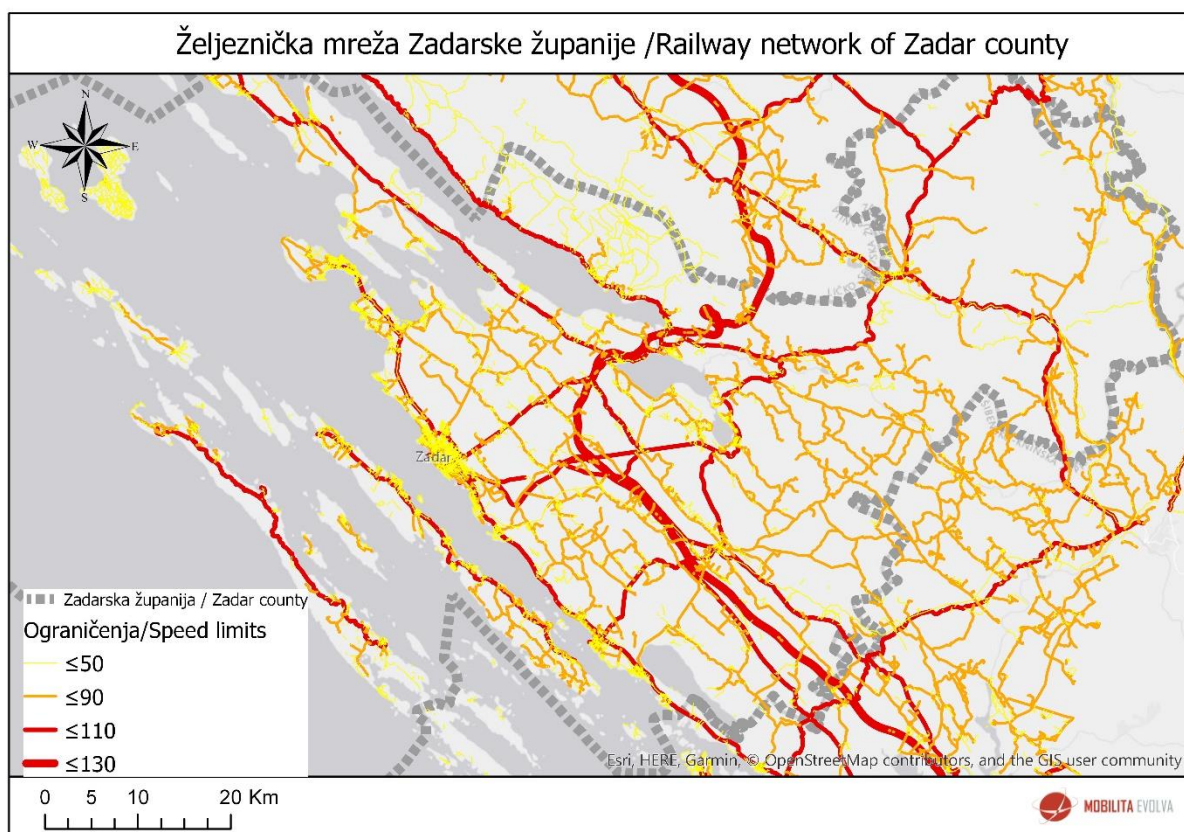 Željeznička mreža Zadarske županije /Railway network of Zadar county
N
W
E
S
Zadar
Zadarska županija / Zadar county
Ograničenja/Speed limits
≤50
≤90
≤110
≤130
Esri, HERE, Garmin, © OpenStreetMap contributors, and the GIS user community
0 5 10 20 Km
MOBILITA EVOLVA